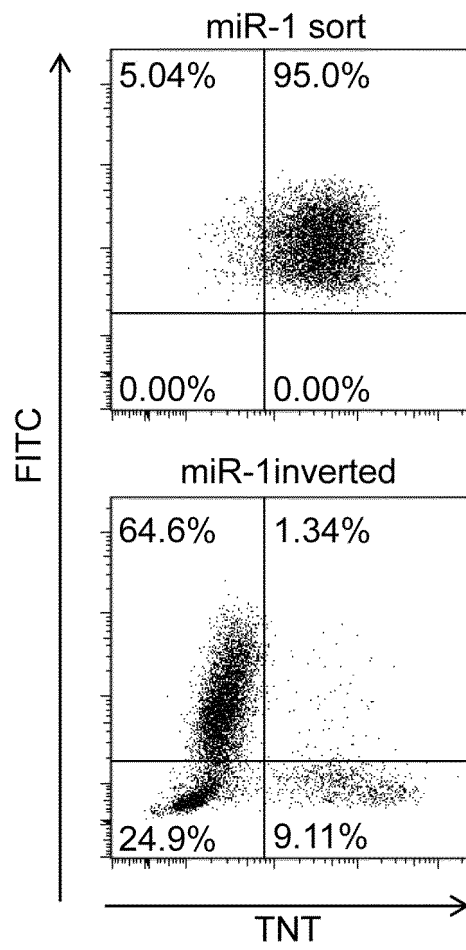 miR-1 sort
5.04% 95.0%
0.00% 0.00%
FITC
miR-1inverted
64.6% 1.34%
24.9% 9.11%
TNT